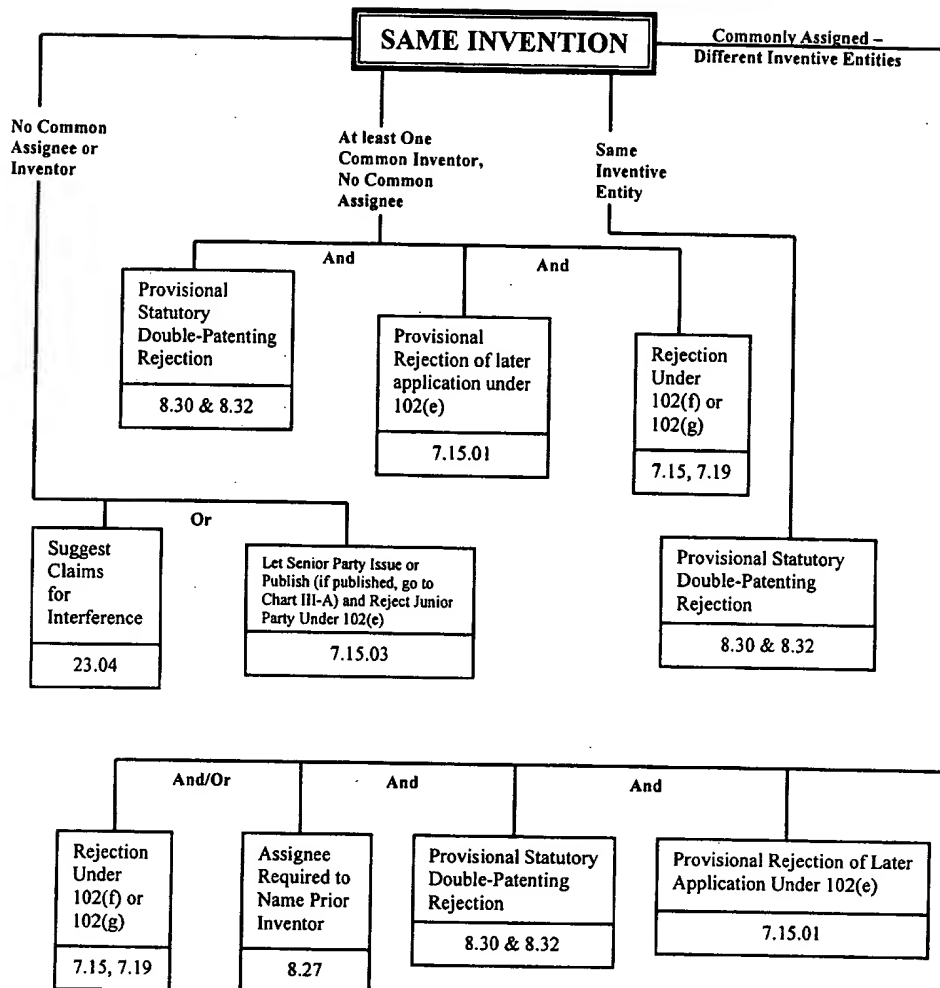 SAME INVENTION
Commonly Assigned –
Different Inventive Entities
No Common
Assignee or
Inventor
At least One
Common Inventor,
No Common
Assignee
Same
Inventive
Entity
And
And
Provisional
Statutory
Double-Patenting
Rejection
8.30 & 8.32
Provisional
Rejection of later
application under
102(e)
7.15.01
Rejection
Under
102(f) or
102(g)
7.15, 7.19
Or
Suggest
Claims
for
Interference
23.04
Let Senior Party Issue or
Publish (if published, go to
Chart III-A) and Reject Junior
Party Under 102(e)
7.15.03
Provisional Statutory
Double-Patenting
Rejection
8.30 & 8.32
And/Or
And
And
Rejection
Under
102(f) or
102(g)
7.15, 7.19
Assignee
Required to
Name Prior
Inventor
8.27
Provisional Statutory
Double-Patenting
Rejection
8.30 & 8.32
Provisional Rejection of Later
Application Under 102(e)
7.15.01